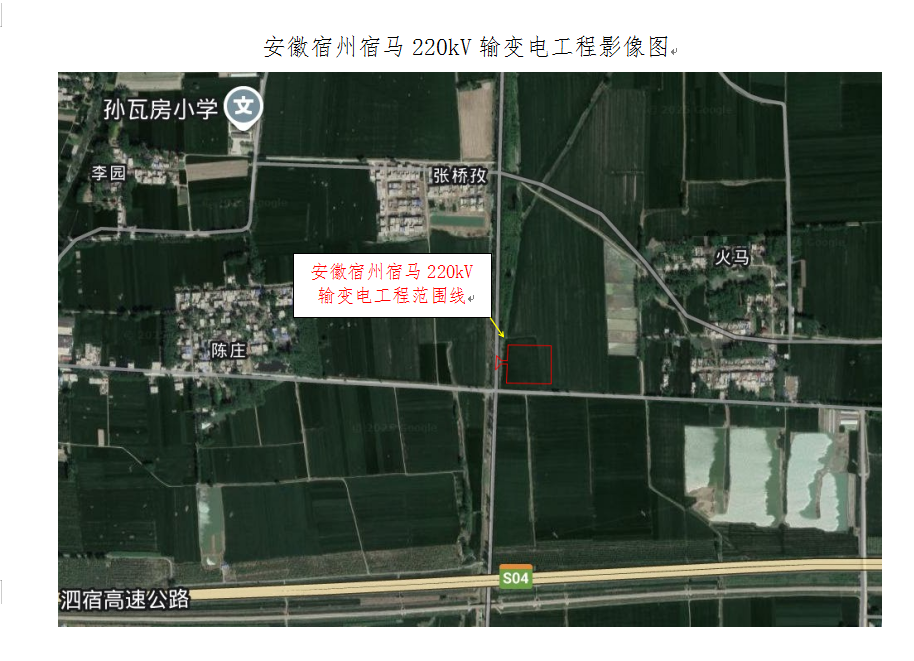 安徽宿州宿马 220kV 输变电工程影像图
孙瓦房小学
文
李园
张桥孜
火马
安徽宿州宿马 220kV
输变电工程范围线
陈庄
S04
泗宿高速公路